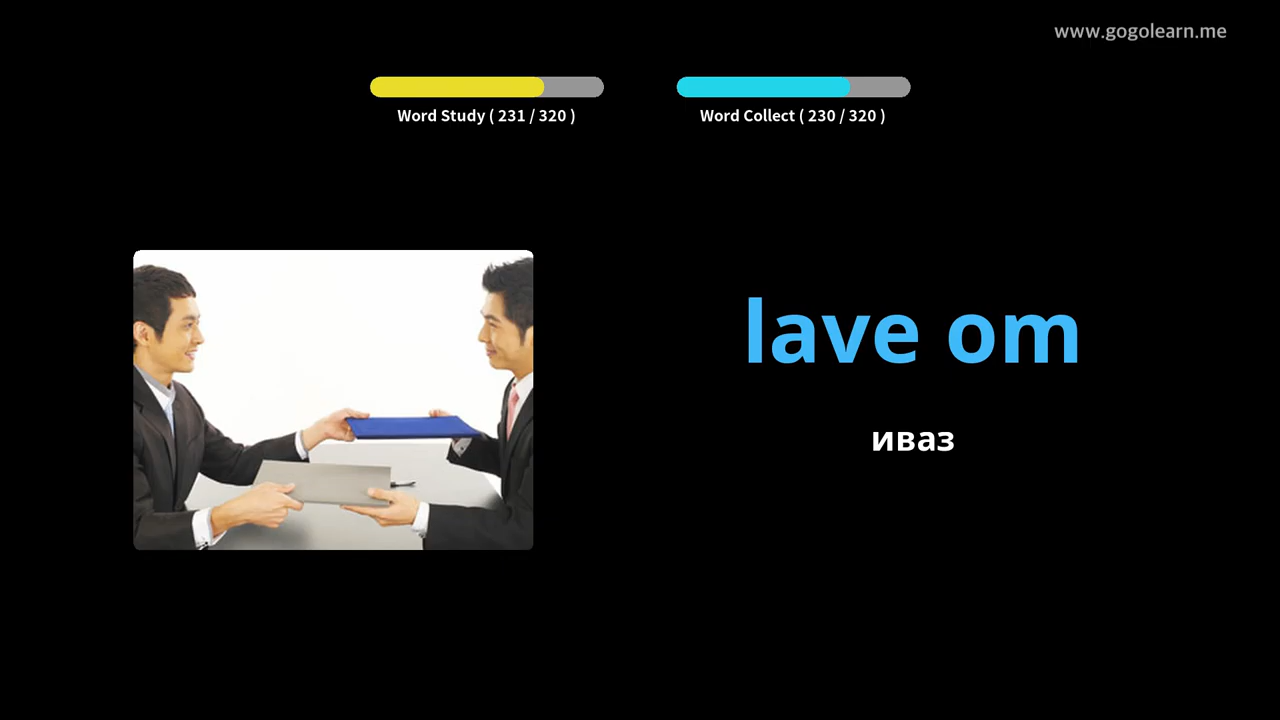 www.gogolearn.me
Word Study ( 231 / 320 )
Word Collect ( 230 / 320 )
lave om
иваз